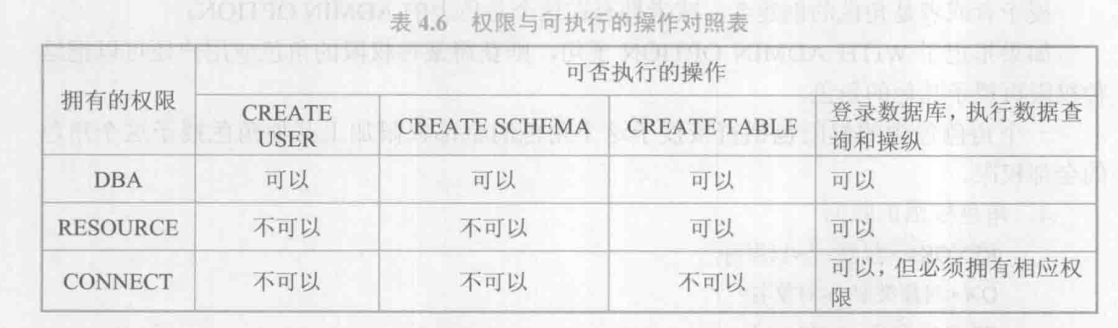 表 4.6 权限与可执行的操作对照表
拥有的权限
可否执行的操作
CREATE USER
CREATE SCHEMA
CREATE TABLE
登录数据库，执行数据查
询和操纵
DBA 可以 可以 可以 可以
RESOURCE 不可以 不可以 可以 可以
CONNECT 不可以 不可以 不可以 可以，但必须拥有相应权
限